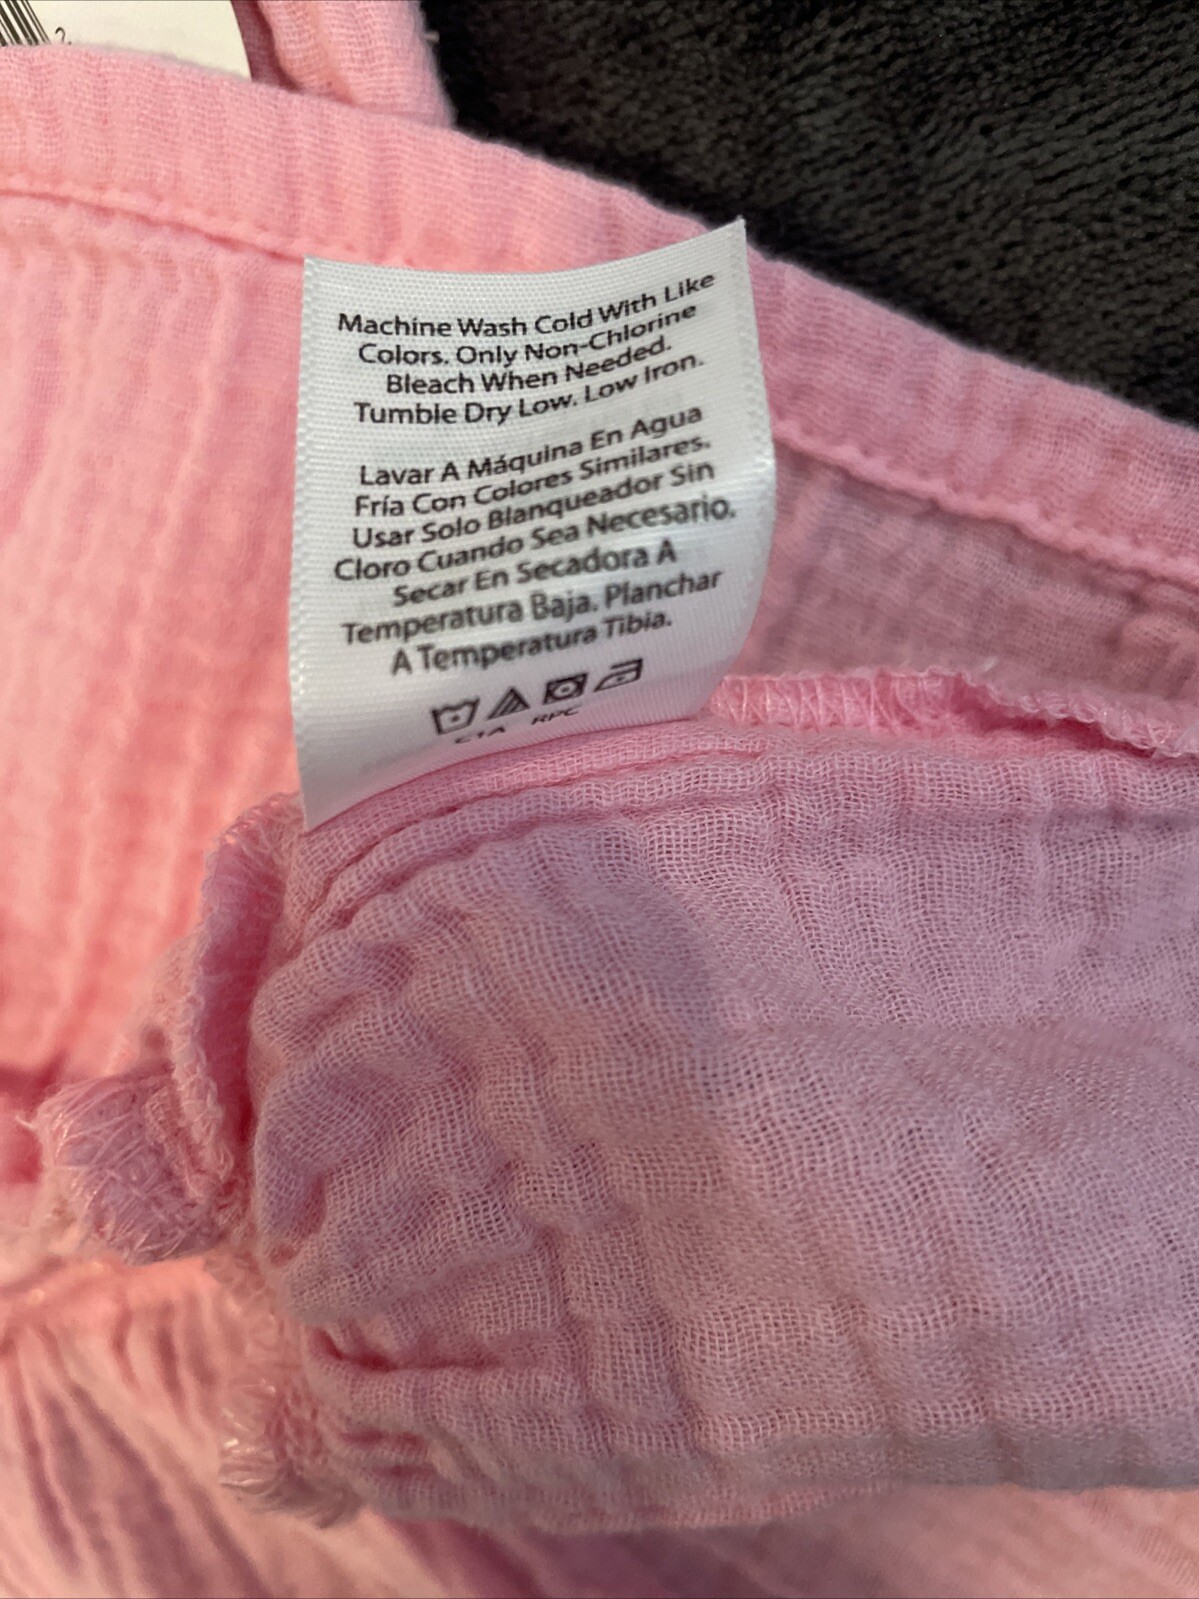 2
Machine Wash Cold With Like
Colors. Only Non-Chlorine
Bleach When Needed.
Tumble Dry Low. Low Iron.
Lavar A Máquina En Agua
Fría Con Colores Similares.
Usar Solo Blanqueador Sin
Cloro Cuando Sea Necesario.
Secar En Secadora A
Temperatura Baja. Planchar
A Temperatura Tibia.
RPC